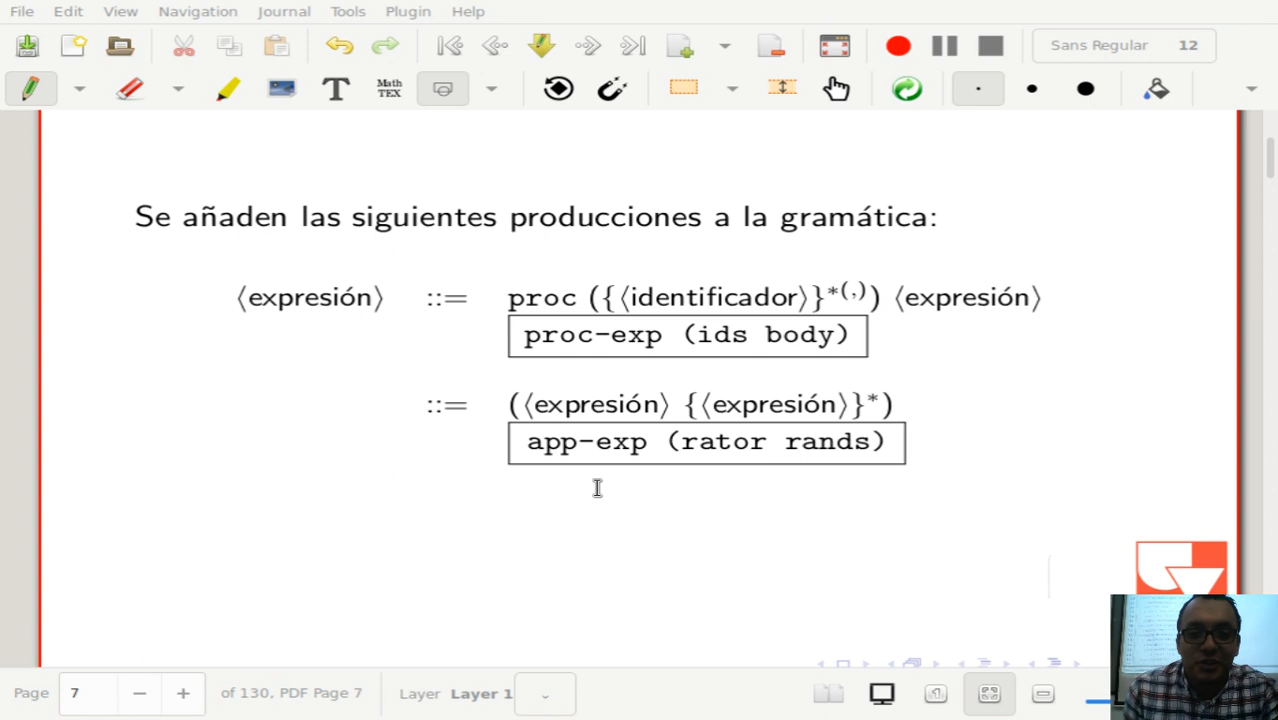 File Edit View Navigation Journal Tools Plugin Help
Sans Regular 12
T Math TEX
Se añaden las siguientes producciones a la gramática:
⟨expresión⟩ ::= proc ({⟨identificador⟩}*(,)) ⟨expresión⟩
proc-exp (ids body)
::= (⟨expresión⟩ {⟨expresión⟩}*)
app-exp (rator rands)
Page 7 − + of 130, PDF Page 7 Layer Layer 1